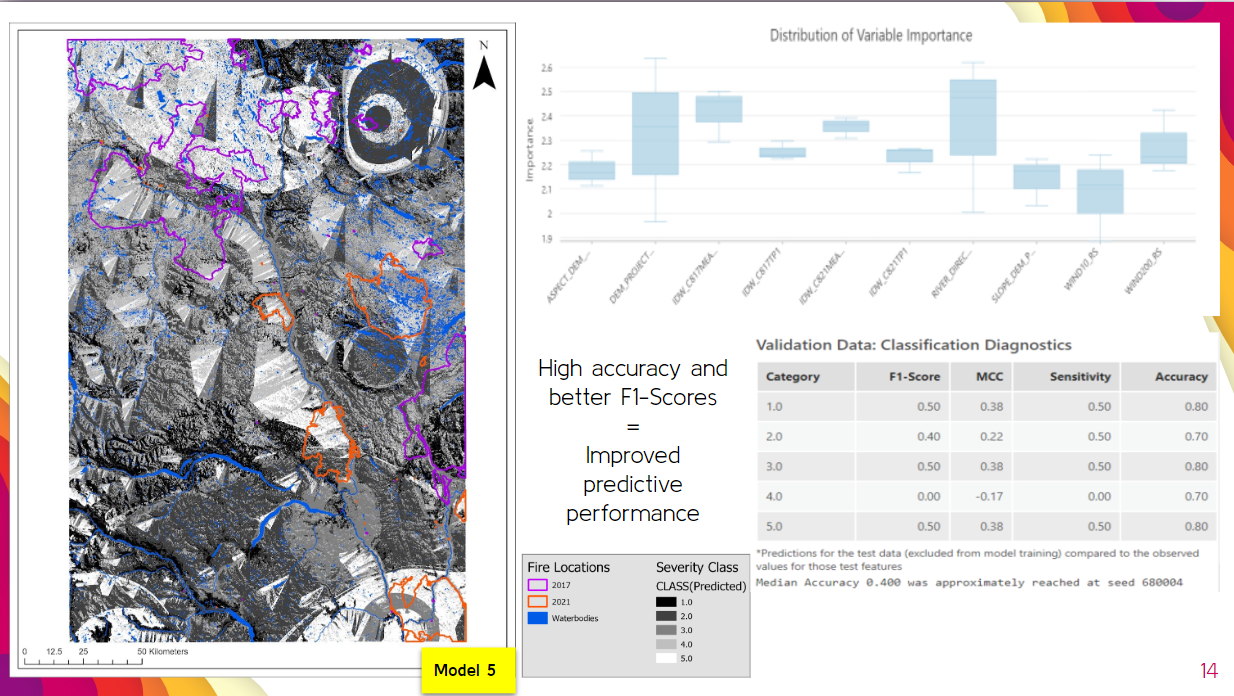 N
0 12.5 25 50 Kilometers
Model 5
Distribution of Variable Importance
Importance
2.6
2.5
2.4
2.3
2.2
2.1
2
1.9
ASPECT_DEM_...
DEM_PROJECT...
IDW_C817MEA...
IDW_C817TP1
IDW_C821MEA...
IDW_C821TP1
RIVER_DIREC...
SLOPE_DEM_P...
WIND10_RS
WIND200_RS
High accuracy and
better F1-Scores
=
Improved
predictive
performance
Fire Locations
2017
2021
Waterbodies
Severity Class
CLASS(Predicted)
1.0
2.0
3.0
4.0
5.0
Validation Data: Classification Diagnostics
Category F1-Score MCC Sensitivity Accuracy
1.0 0.50 0.38 0.50 0.80
2.0 0.40 0.22 0.50 0.70
3.0 0.50 0.38 0.50 0.80
4.0 0.00 -0.17 0.00 0.70
5.0 0.50 0.38 0.50 0.80
*Predictions for the test data (excluded from model training) compared to the observed
values for those test features
Median Accuracy 0.400 was approximately reached at seed 680004
14